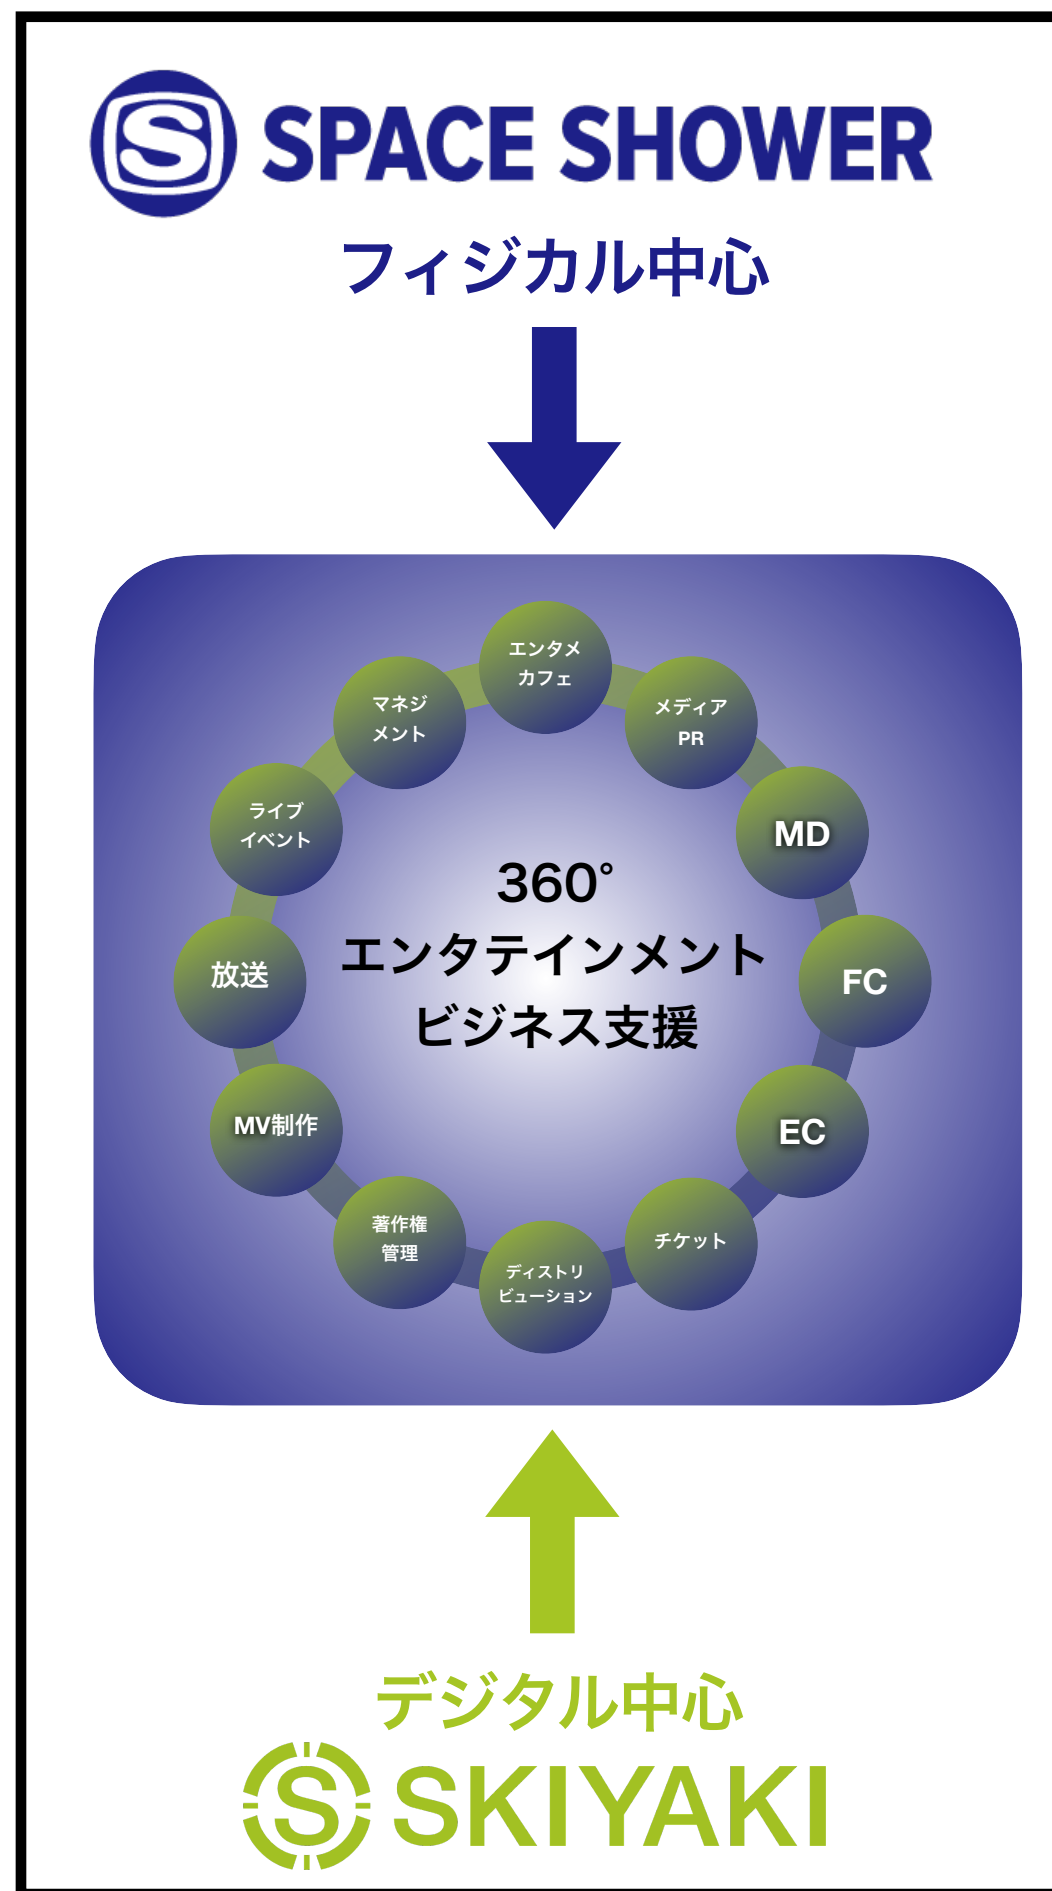 SPACE SHOWER
フィジカル中心
エンタメ
カフェ
メディア
PR
MD
FC
EC
チケット
ディストリ
ビューション
著作権
管理
MV制作
放送
ライブ
イベント
マネジ
メント
360°
エンタテインメント
ビジネス支援
デジタル中心
SKIYAKI